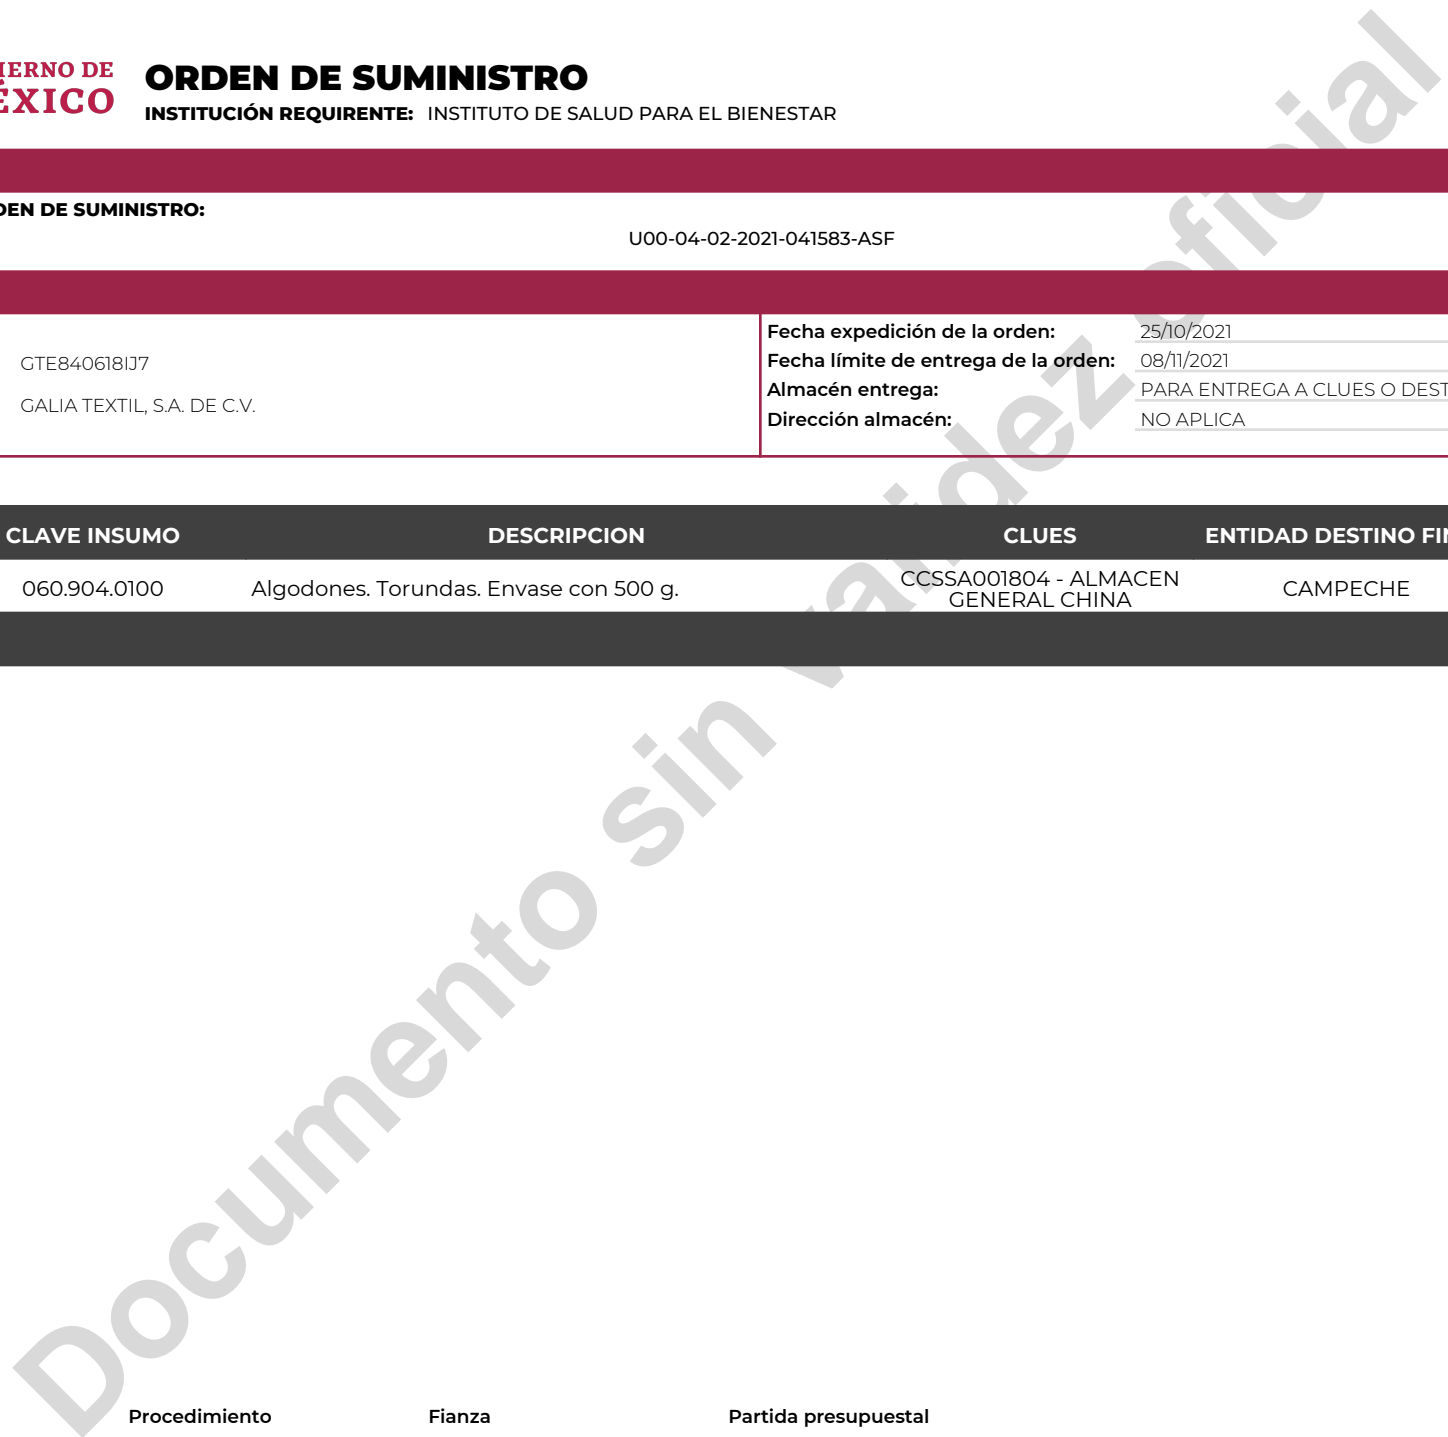 IERNO DE
ÉXICO
ORDEN DE SUMINISTRO
INSTITUCIÓN REQUIRENTE: INSTITUTO DE SALUD PARA EL BIENESTAR
DEN DE SUMINISTRO:
U00-04-02-2021-041583-ASF
GTE840618IJ7
GALIA TEXTIL, S.A. DE C.V.
Fecha expedición de la orden: 25/10/2021
Fecha límite de entrega de la orden: 08/11/2021
Almacén entrega: PARA ENTREGA A CLUES O DEST
Dirección almacén: NO APLICA
CLAVE INSUMO DESCRIPCION CLUES ENTIDAD DESTINO FIN
060.904.0100 Algodones. Torundas. Envase con 500 g. CCSSA001804 - ALMACEN GENERAL CHINA CAMPECHE
Documento sin validez oficial
Procedimiento Fianza Partida presupuestal